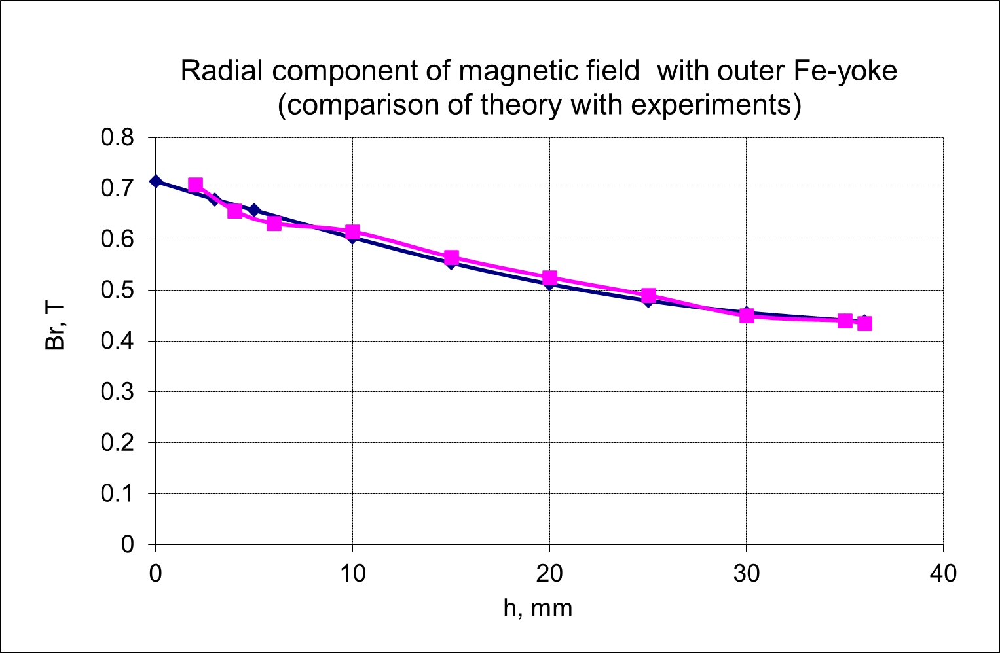 Radial component of magnetic field  with outer Fe-yoke
(comparison of theory with experiments)
0.8
0.7
0.6
0.5
0.4
0.3
0.2
0.1
0
Br, T
0 10 20 30 40
h, mm